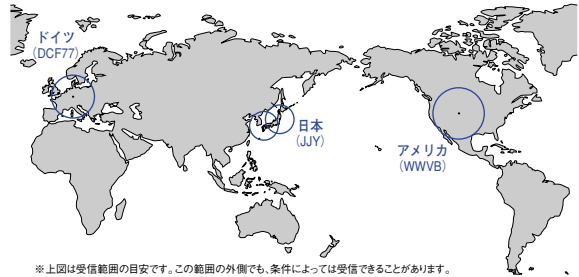 ドイツ
(DCF77)
日本
(JJY)
アメリカ
(WWVB)
※上図は受信範囲の目安です。この範囲の外側でも、条件によっては受信できることがあります。